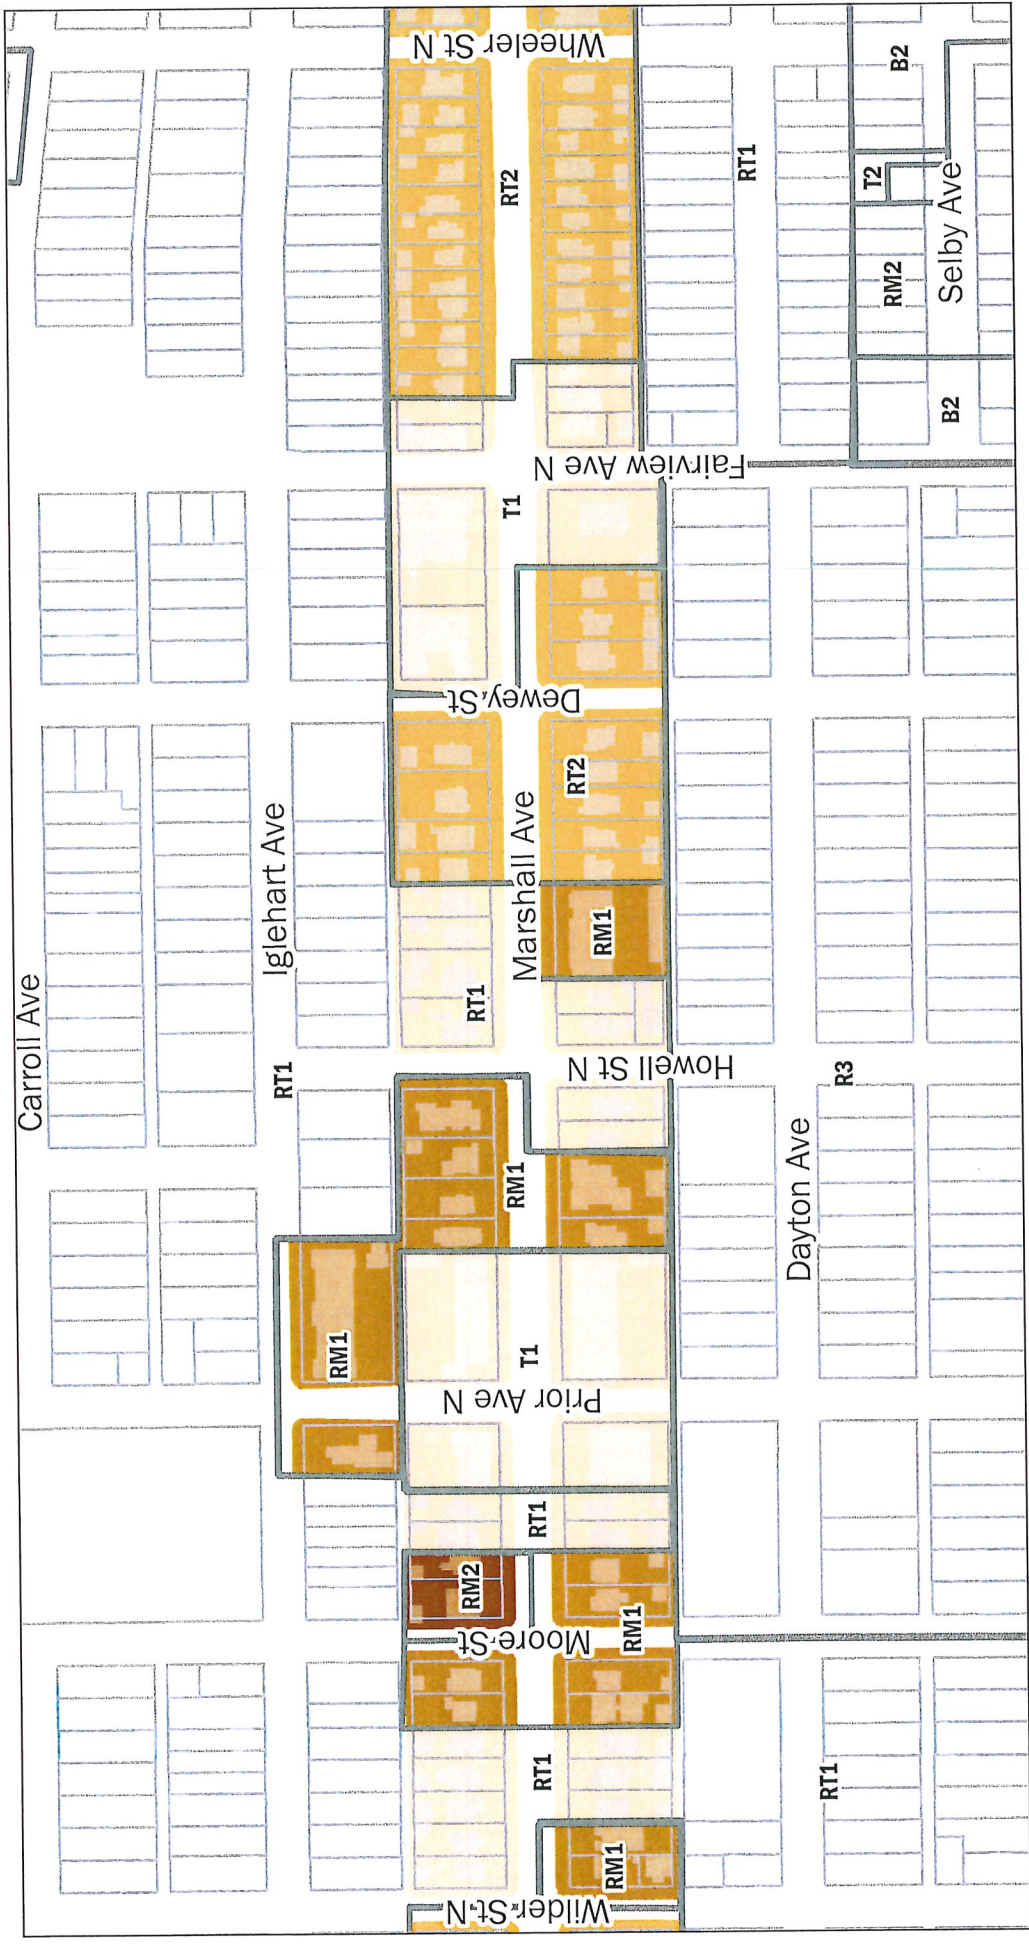 Wheeler St N
B2
RT2
RT1
T2
Selby Ave
RM2
B2
Fairview Ave N
T1
Dewey St
RT2
Marshall Ave
Iglehart Ave
RM1
Carroll Ave
RT1
Howell St N
RT1
R3
RM1
Dayton Ave
RM1
T1
Prior Ave N
RT1
RM2
RM1
Moore St
RT1
RT1
RM1
Wilder St N